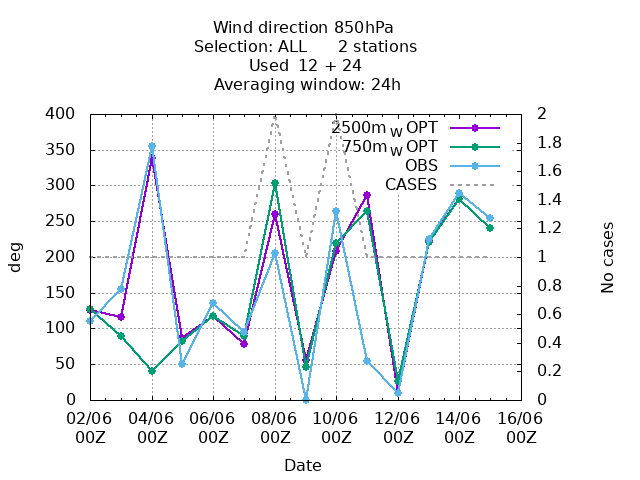 Wind direction 850hPa
Selection: ALL 2 stations
Used 12 + 24
Averaging window: 24h
400
350
300
250
200
150
100
50
0
deg
2
1.8
1.6
1.4
1.2
1
0.8
0.6
0.4
0.2
0
No cases
2500m W OPT
750m W OPT
OBS
CASES
02/06 04/06 06/06 08/06 10/06 12/06 14/06 16/06
00Z 00Z 00Z 00Z 00Z 00Z 00Z 00Z
Date